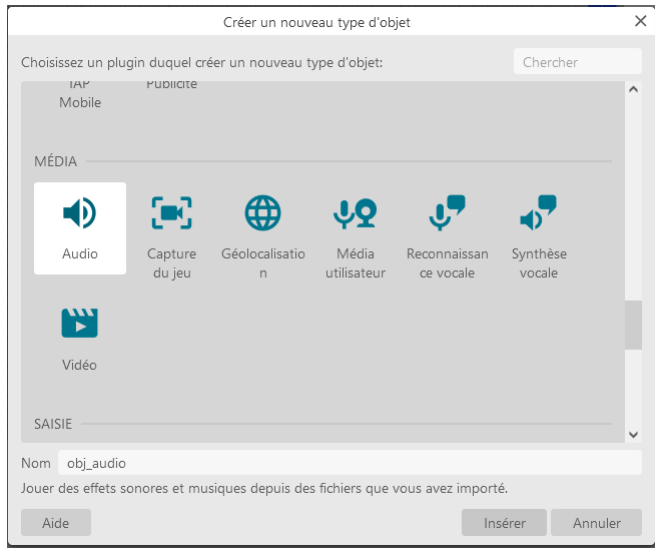 Créer un nouveau type d'objet
Choisissez un plugin duquel créer un nouveau type d'objet:
Chercher
IAP Publicité
Mobile
MÉDIA
Audio Capture Géolocalisatio Média Reconnaissan Synthèse
du jeu n utilisateur ce vocale vocale
Vidéo
SAISIE
Nom obj_audio
Jouer des effets sonores et musiques depuis des fichiers que vous avez importé.
Aide Insérer Annuler